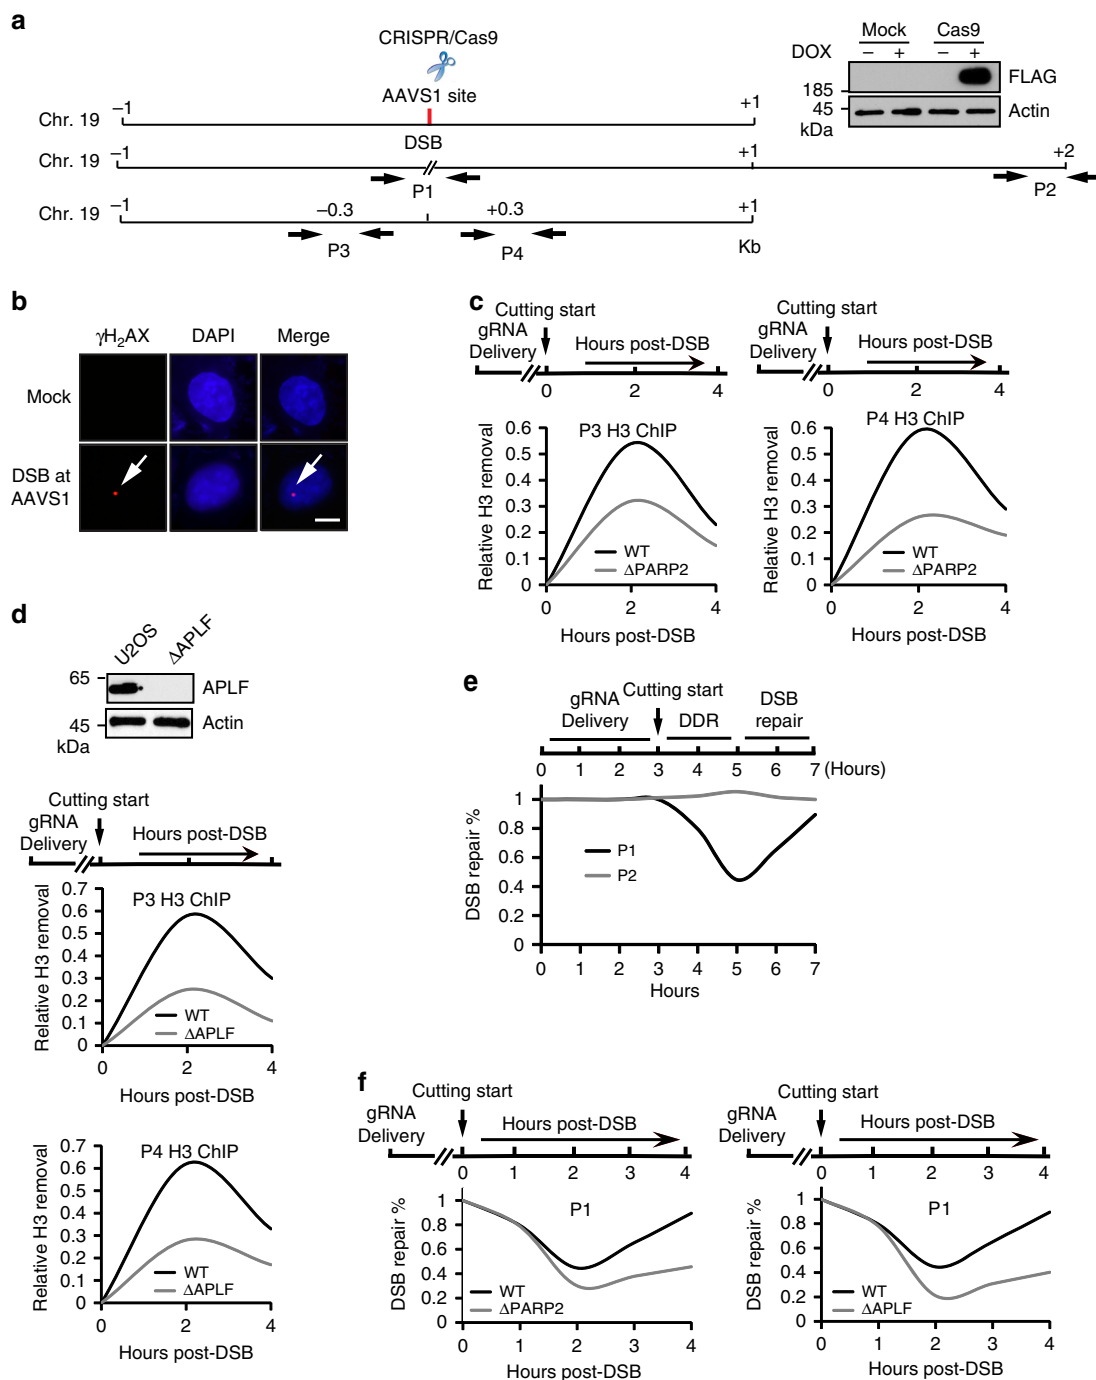 a
CRISPR/Cas9
AAVS1 site
Chr. 19
–1
+1
DSB
Chr. 19
–1
+1
+2
P1
P2
Chr. 19
–1
–0.3
+0.3
+1
P3
P4
Kb
Mock
Cas9
DOX
–
+
–
+
FLAG
185
45
Actin
kDa
b
γH2AX
DAPI
Merge
Mock
DSB at
AAVS1
c
Cutting start
gRNA
Delivery
Hours post-DSB
0
2
4
P3 H3 ChIP
Relative H3 removal
0.6
0.5
0.4
0.3
0.2
0.1
0
WT
ΔPARP2
0
2
4
Hours post-DSB
Cutting start
gRNA
Delivery
Hours post-DSB
0
2
4
P4 H3 ChIP
Relative H3 removal
0.6
0.5
0.4
0.3
0.2
0.1
0
WT
ΔPARP2
0
2
4
Hours post-DSB
d
U2OS
ΔAPLF
65
APLF
45
Actin
kDa
Cutting start
gRNA
Delivery
Hours post-DSB
P3 H3 ChIP
Relative H3 removal
0.7
0.6
0.5
0.4
0.3
0.2
0.1
0
WT
ΔAPLF
0
2
4
Hours post-DSB
P4 H3 ChIP
Relative H3 removal
0.7
0.6
0.5
0.4
0.3
0.2
0.1
0
WT
ΔAPLF
0
2
4
Hours post-DSB
e
gRNA
Delivery
Cutting start
DDR
DSB
repair
0
1
2
3
4
5
6
7
(Hours)
DSB repair %
1
0.8
0.6
0.4
0.2
0
P1
P2
0
1
2
3
4
5
6
7
Hours
f
Cutting start
gRNA
Delivery
Hours post-DSB
0
1
2
3
4
P1
DSB repair %
1
0.8
0.6
0.4
0.2
0
WT
ΔPARP2
0
1
2
3
4
Hours post-DSB
Cutting start
gRNA
Delivery
Hours post-DSB
0
1
2
3
4
P1
DSB repair %
1
0.8
0.6
0.4
0.2
0
WT
ΔAPLF
0
1
2
3
4
Hours post-DSB